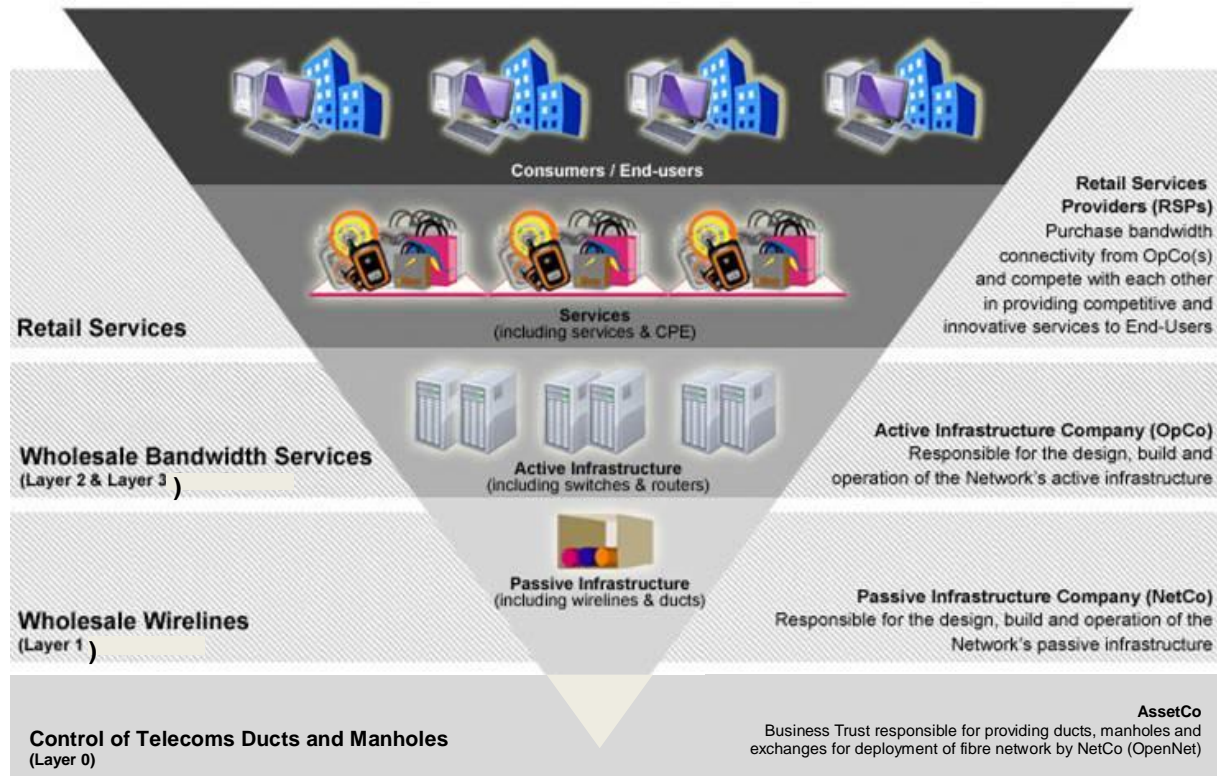 Consumers / End-users
Retail Services
Providers (RSPs)
Purchase bandwidth
connectivity from OpCo(s)
and compete with each other
in providing competitive and
innovative services to End-Users
Services
(including services & CPE)
Retail Services
Active Infrastructure
(including switches & routers)
Wholesale Bandwidth Services
(Layer 2 & Layer 3 )
Active Infrastructure Company (OpCo)
Responsible for the design, build and
operation of the Network's active infrastructure
Passive Infrastructure
(including wirelines & ducts)
Wholesale Wirelines
(Layer 1 )
Passive Infrastructure Company (NetCo)
Responsible for the design, build and operation of the
Network's passive infrastructure
Control of Telecoms Ducts and Manholes
(Layer 0)
AssetCo
Business Trust responsible for providing ducts, manholes and
exchanges for deployment of fibre network by NetCo (OpenNet)